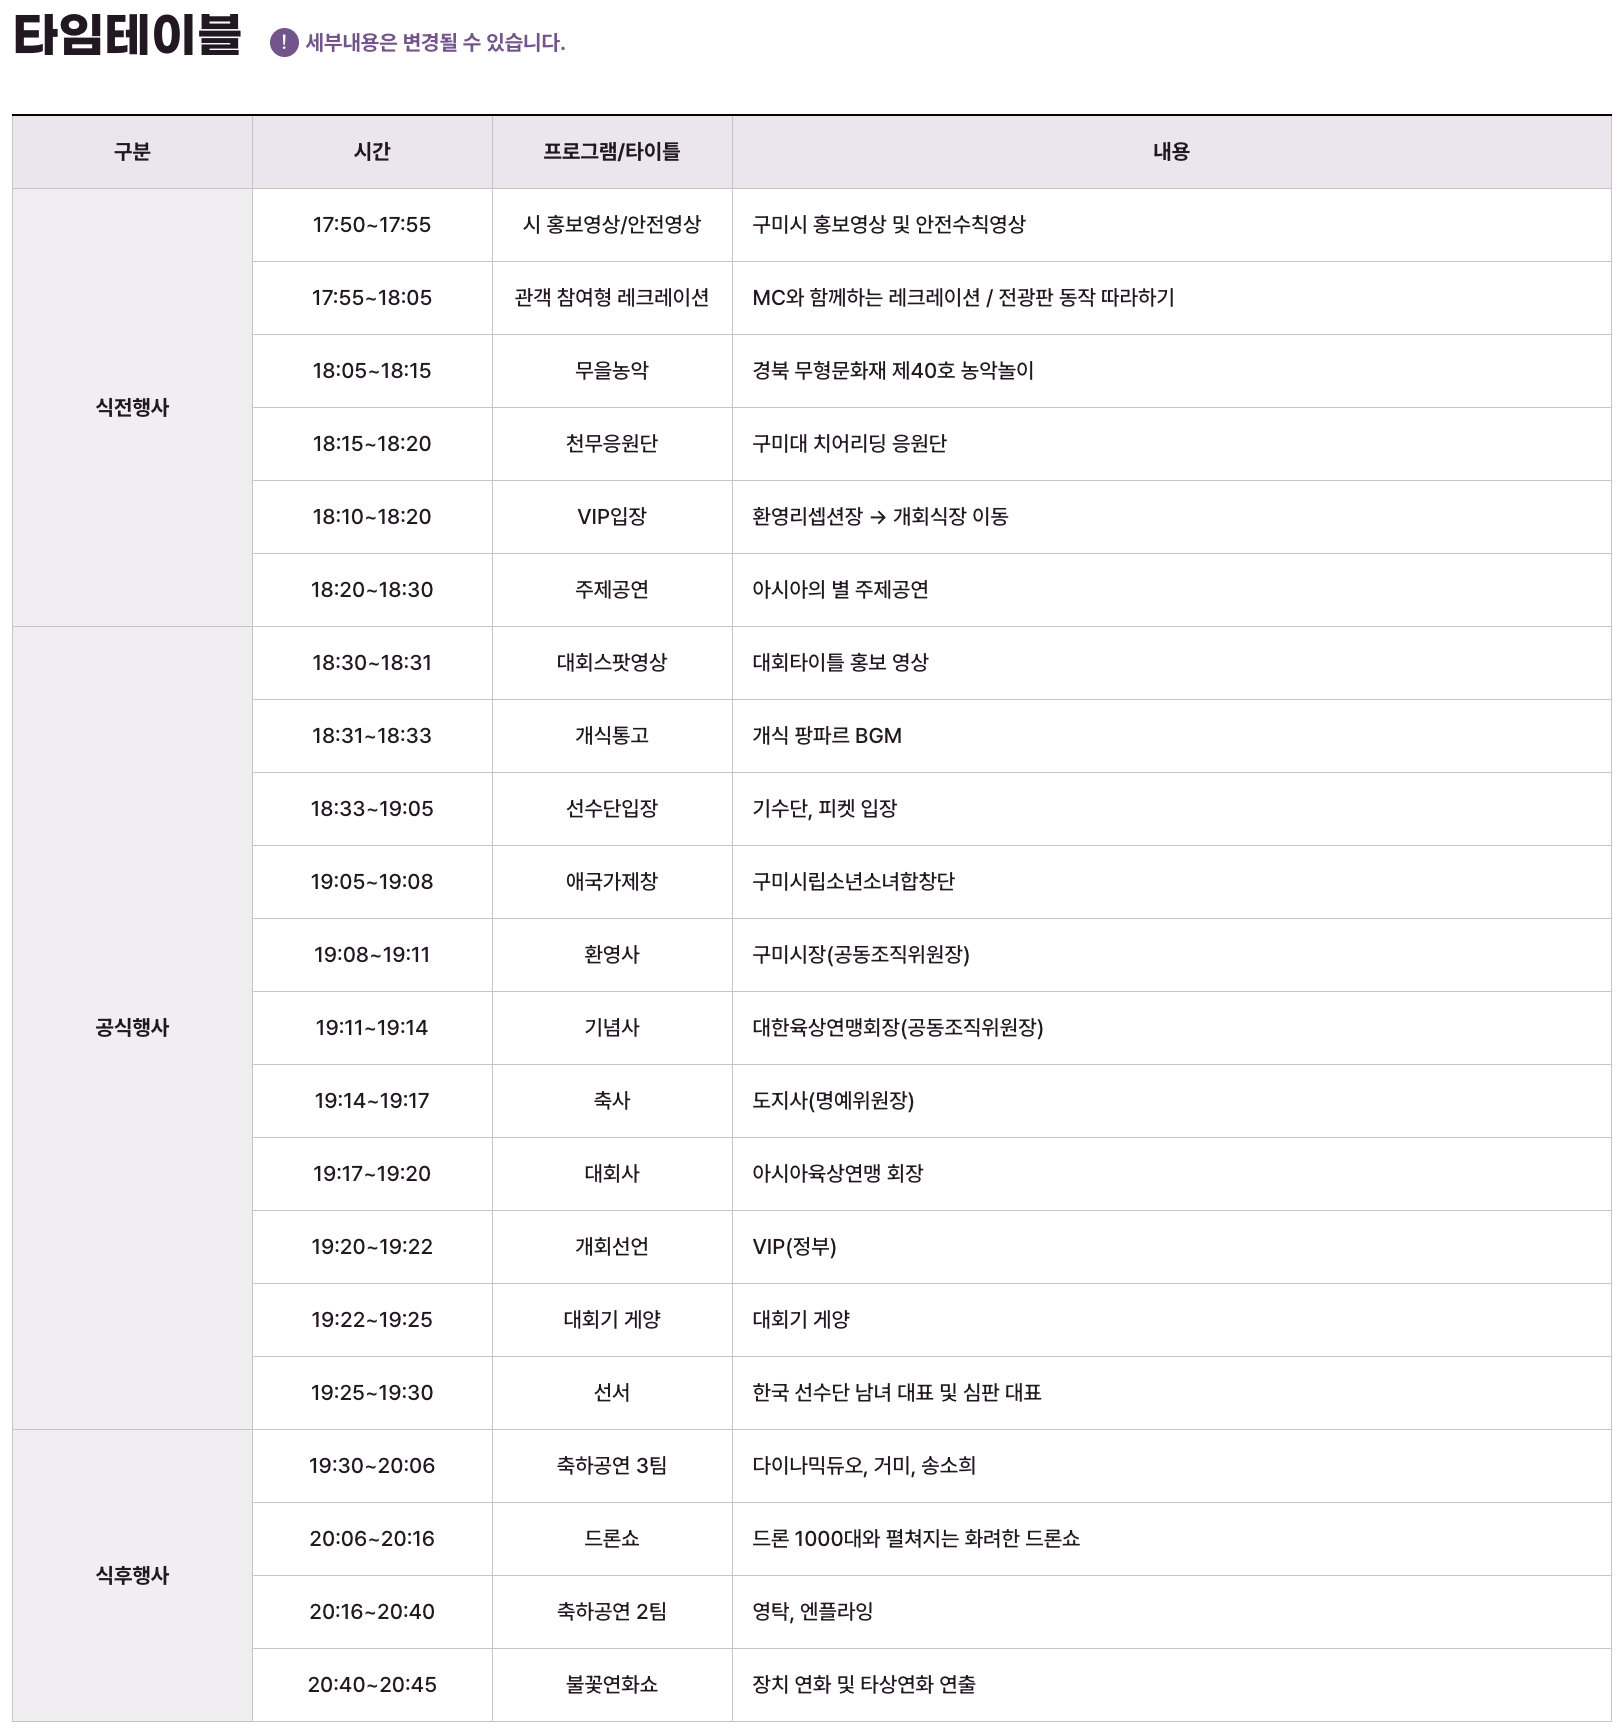 타임테이블
! 세부내용은 변경될 수 있습니다.
구분 시간 프로그램/타이틀 내용
식전행사
17:50~17:55 시 홍보영상/안전영상 구미시 홍보영상 및 안전수칙영상
17:55~18:05 관객 참여형 레크레이션 MC와 함께하는 레크레이션 / 전광판 동작 따라하기
18:05~18:15 무을농악 경북 무형문화재 제40호 농악놀이
18:15~18:20 천무응원단 구미대 치어리딩 응원단
18:10~18:20 VIP입장 환영리셉션장 → 개회식장 이동
18:20~18:30 주제공연 아시아의 별 주제공연
공식행사
18:30~18:31 대회스팟영상 대회타이틀 홍보 영상
18:31~18:33 개식통고 개식 팡파르 BGM
18:33~19:05 선수단입장 기수단, 피켓 입장
19:05~19:08 애국가제창 구미시립소년소녀합창단
19:08~19:11 환영사 구미시장(공동조직위원장)
19:11~19:14 기념사 대한육상연맹회장(공동조직위원장)
19:14~19:17 축사 도지사(명예위원장)
19:17~19:20 대회사 아시아육상연맹 회장
19:20~19:22 개회선언 VIP(정부)
19:22~19:25 대회기 게양 대회기 게양
19:25~19:30 선서 한국 선수단 남녀 대표 및 심판 대표
식후행사
19:30~20:06 축하공연 3팀 다이나믹듀오, 거미, 송소희
20:06~20:16 드론쇼 드론 1000대와 펼쳐지는 화려한 드론쇼
20:16~20:40 축하공연 2팀 영탁, 엔플라잉
20:40~20:45 불꽃연화쇼 장치 연화 및 타상연화 연출